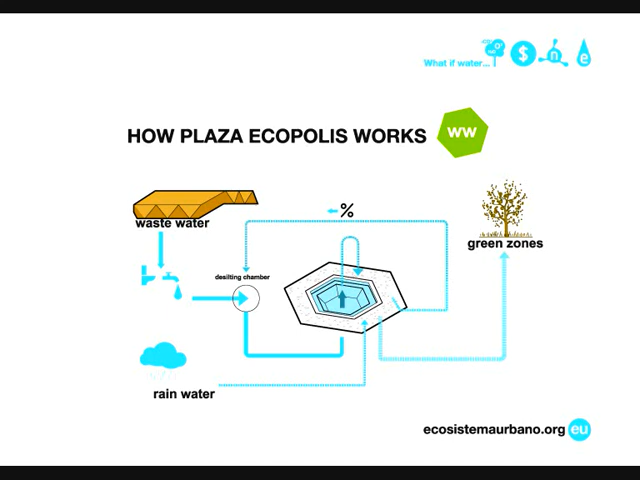 What if water...
$
n
e
HOW PLAZA ECOPOLIS WORKS
ww
%
waste water
green zones
desilting chamber
rain water
ecosistemaurbano.org eu